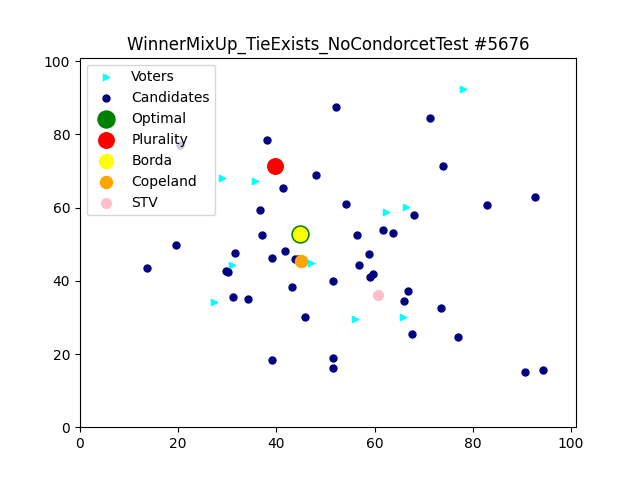 WinnerMixUp_TieExists_NoCondorcetTest #5676
100
80
60
40
20
0
Voters
Candidates
Optimal
Plurality
Borda
Copeland
STV
0 20 40 60 80 100